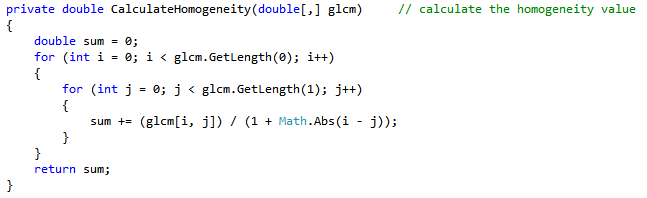 private double CalculateHomogeneity(double[,] glcm)    // calculate the homogeneity value
{
    double sum = 0;
    for (int i = 0; i < glcm.GetLength(0); i++)
    {
        for (int j = 0; j < glcm.GetLength(1); j++)
        {
            sum += (glcm[i, j]) / (1 + Math.Abs(i - j));
        }
    }
    return sum;
}